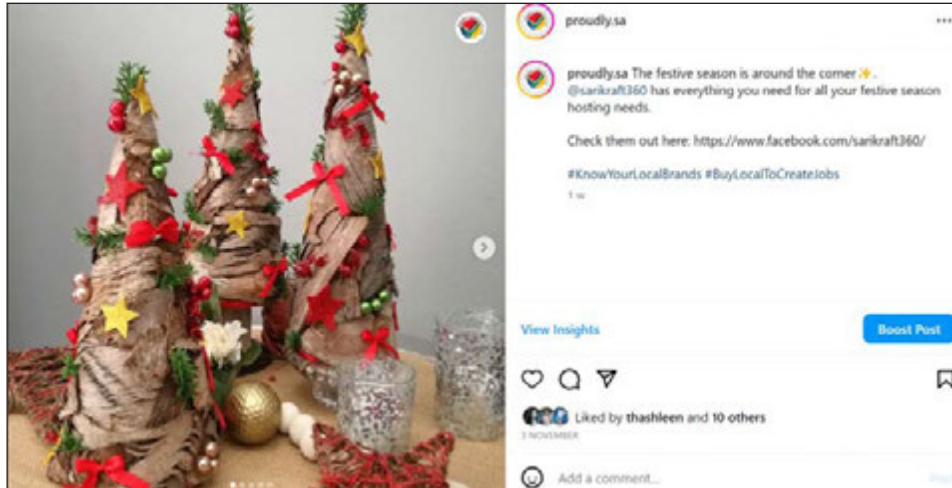 proudly.sa
proudly.sa The festive season is around the corner✨.
@sarikraft360 has everything you need for all your festive season
hosting needs.
Check them out here: https://www.facebook.com/sarikraft360/
#KnowYourLocalBrands #BuyLocalToCreateJobs
1 w
View Insights
Boost Post
Liked by thashleen and 10 others
3 NOVEMBER
Add a comment...